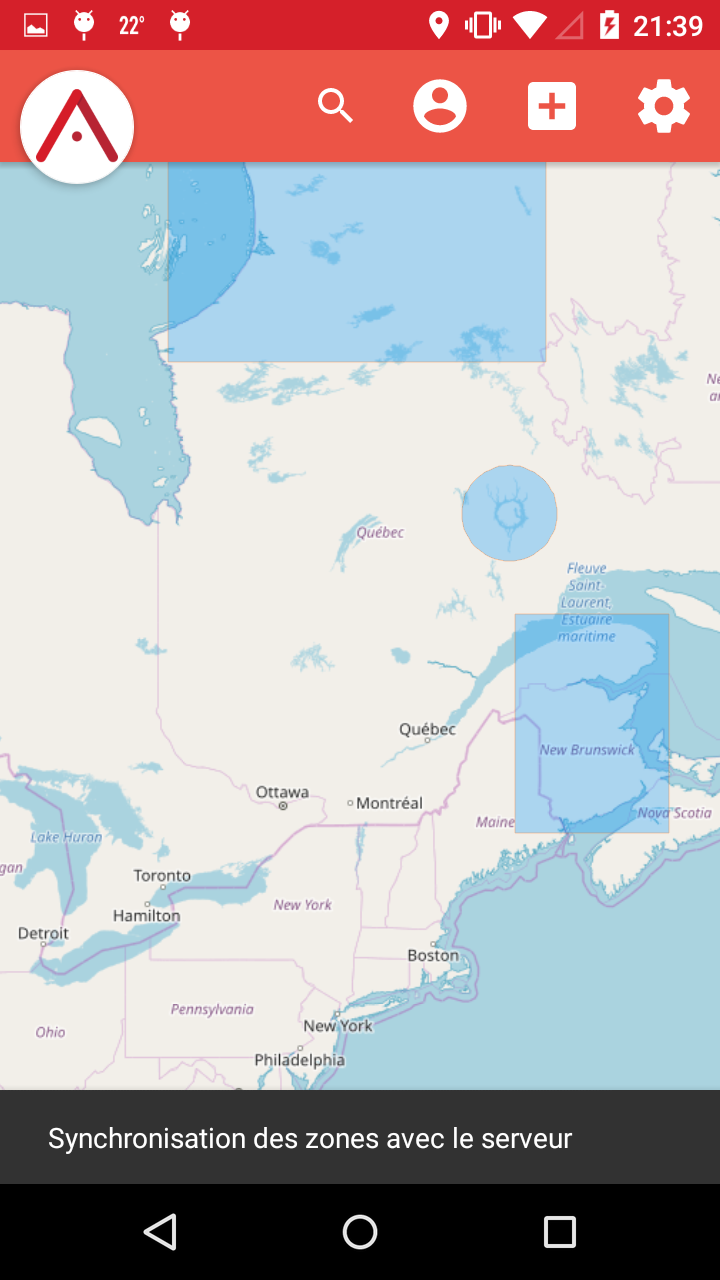 22°
21:39
Ne
ar
Québec
Fleuve
Saint-
Laurent,
Estuaire
maritime
Québec
New Brunswick
Ottawa
Montréal
Maine
Nova Scotia
Lake Huron
gan
Toronto
Hamilton
New York
Detroit
Boston
Pennsylvania
New York
Ohio
Philadelphia
Synchronisation des zones avec le serveur